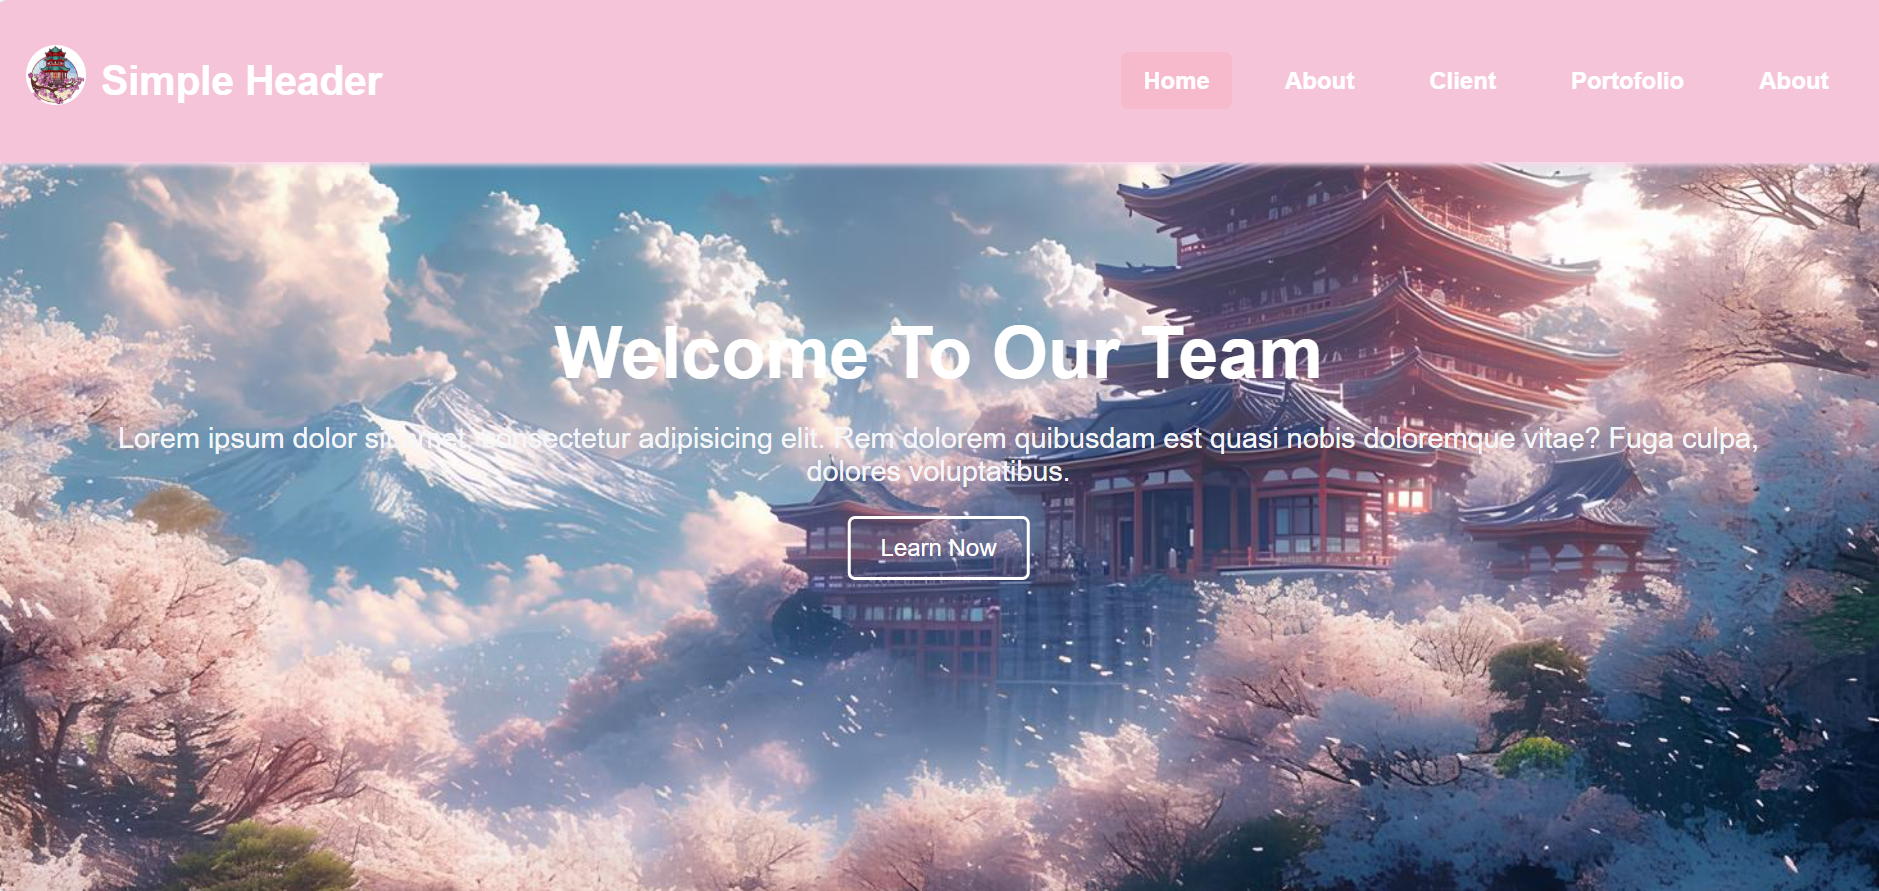 Simple Header
Home
About
Client
Portofolio
About
Welcome To Our Team
Lorem ipsum dolor sit amet, consectetur adipisicing elit. Rem dolorem quibusdam est quasi nobis doloremque vitae? Fuga culpa,
dolores voluptatibus.
Learn Now